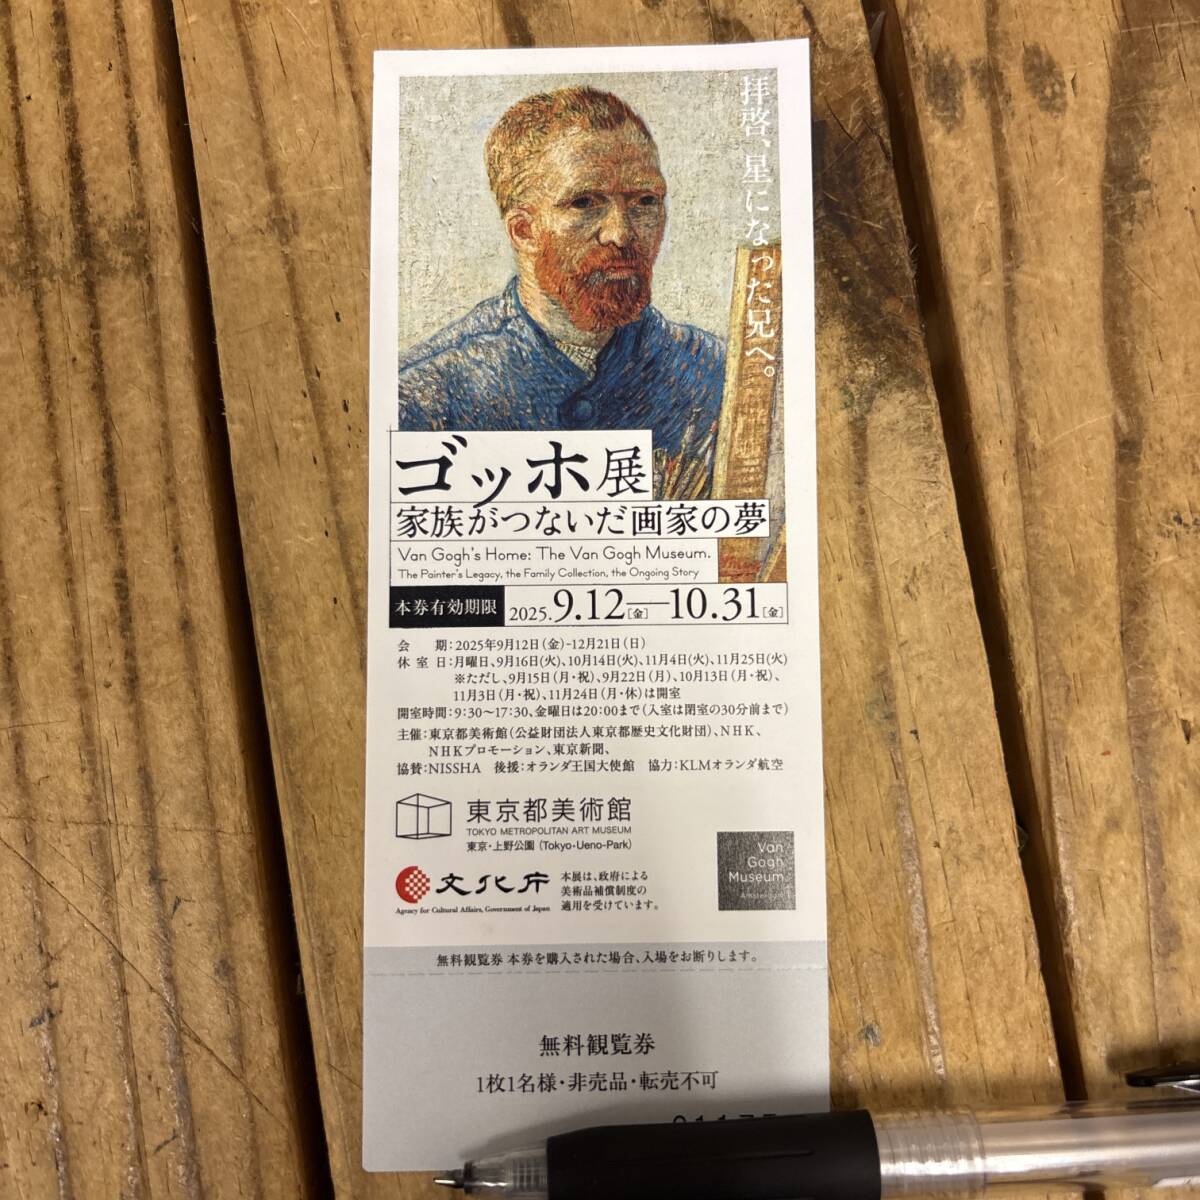 拝啓、星になった兄へ。
ゴッホ展
家族がつないだ画家の夢
Van Gogh's Home: The Van Gogh Museum.
The Painter's Legacy, the Family Collection, the Ongoing Story
本券有効期限 2025.9.12[金]—10.31[金]
会 期:2025年9月12日(金)-12月21日(日)
休室日:月曜日、9月16日(火)、10月14日(火)、11月4日(火)、11月25日(火)
※ただし、9月15日(月・祝)、9月22日(月)、10月13日(月・祝)、
11月3日(月・祝)、11月24日(月・休)は開室
開室時間:9:30〜17:30、金曜日は20:00まで(入室は閉室の30分前まで)
主催:東京都美術館(公益財団法人東京都歴史文化財団)、NHK、
NHKプロモーション、東京新聞、
協賛:NISSHA 後援:オランダ王国大使館 協力:KLMオランダ航空
東京都美術館
TOKYO METROPOLITAN ART MUSEUM
東京・上野公園 (Tokyo・Ueno-Park)
文化庁
Agency for Cultural Affairs, Government of Japan
本展は、政府による
美術品補償制度の
適用を受けています。
Van
Gogh
Museum
Amsterdam
無料観覧券 本券を購入された場合、入場をお断りします。
無料観覧券
1枚1名様・非売品・転売不可